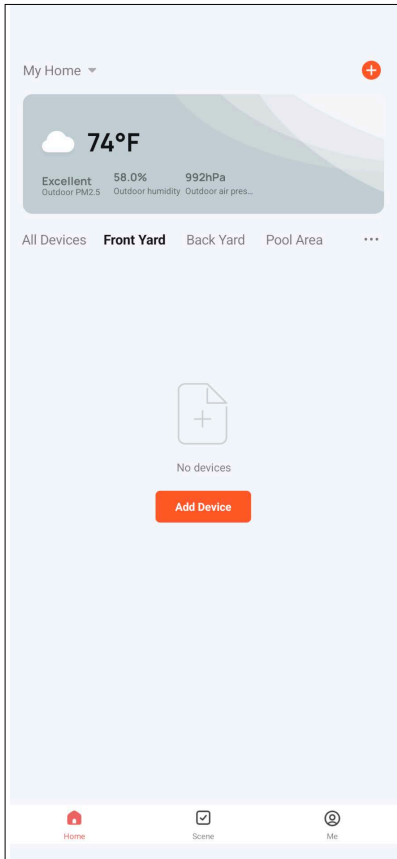 My Home
74°F
Excellent 58.0% 992hPa
Outdoor PM2.5 Outdoor humidity Outdoor air pres...
All Devices Front Yard Back Yard Pool Area ...
No devices
Add Device
Home Scene Me